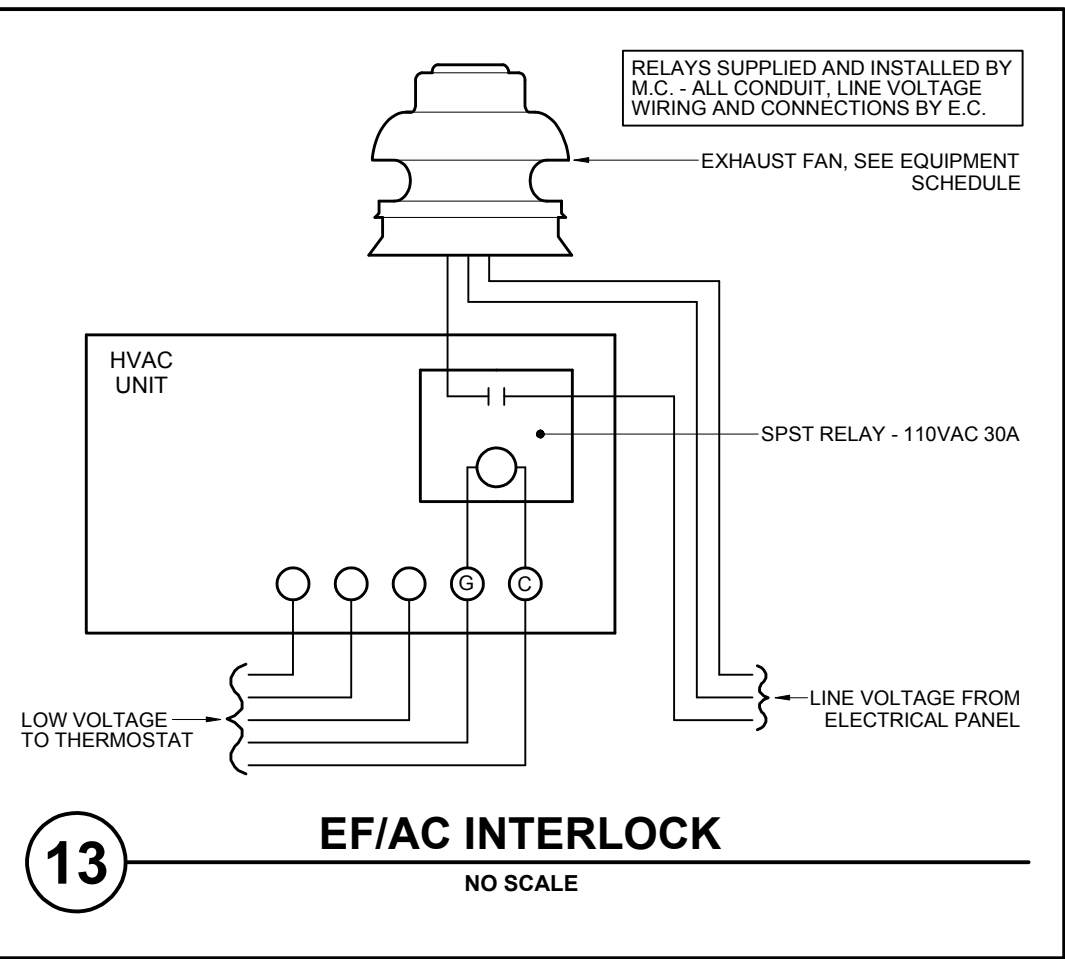 RELAYS SUPPLIED AND INSTALLED BY
M.C. - ALL CONDUIT, LINE VOLTAGE
WIRING AND CONNECTIONS BY E.C.
EXHAUST FAN, SEE EQUIPMENT
SCHEDULE
HVAC
UNIT
SPST RELAY - 110VAC 30A
G
C
LOW VOLTAGE
TO THERMOSTAT
LINE VOLTAGE FROM
ELECTRICAL PANEL
13
EF/AC INTERLOCK
NO SCALE